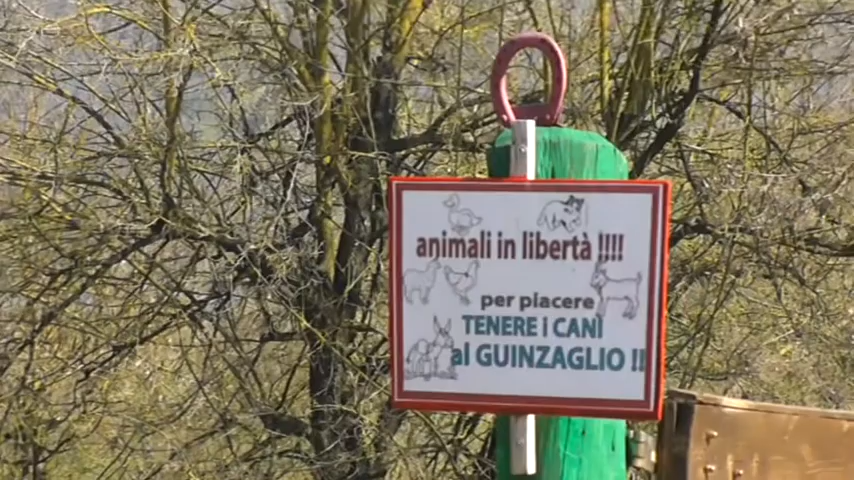 animali in libertà !!!!
per piacere
TENERE i CANI
al GUINZAGLIO !!